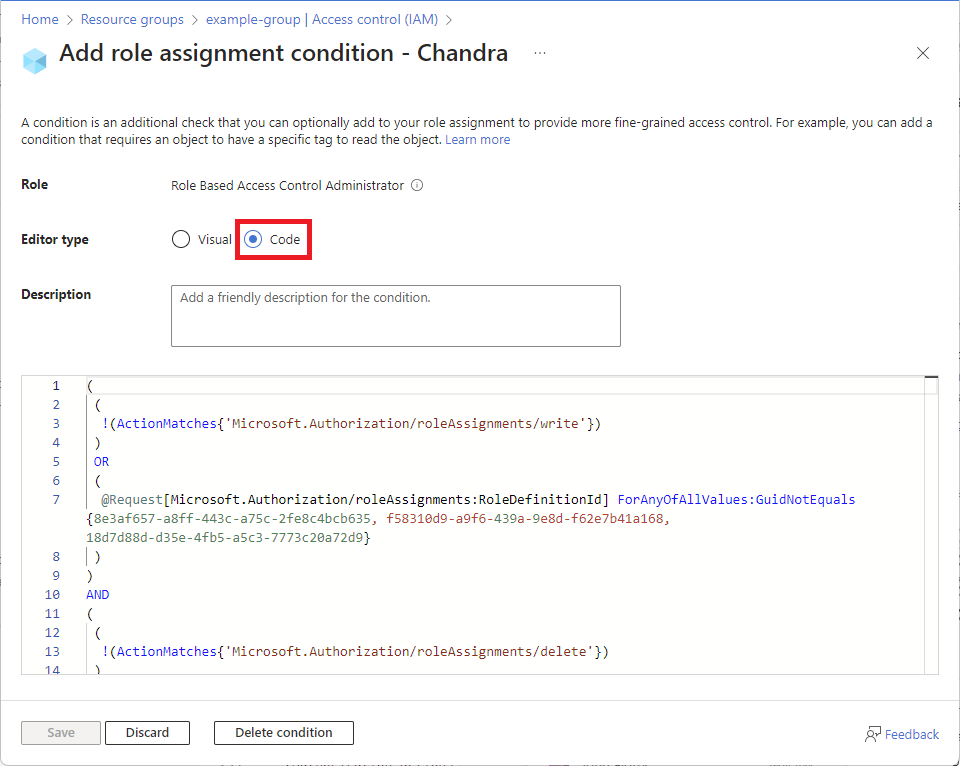 Home > Resource groups > example-group | Access control (IAM) >
Add role assignment condition - Chandra ...
A condition is an additional check that you can optionally add to your role assignment to provide more fine-grained access control. For example, you can add a
condition that requires an object to have a specific tag to read the object. Learn more
Role Role Based Access Control Administrator
Editor type Visual Code
Description Add a friendly description for the condition.
1 (
2 (
3 !(ActionMatches{'Microsoft.Authorization/roleAssignments/write'})
4 )
5 OR
6 (
7 @Request[Microsoft.Authorization/roleAssignments:RoleDefinitionId] ForAnyOfAllValues:GuidNotEquals
{8e3af657-a8ff-443c-a75c-2fe8c4bcb635, f58310d9-a9f6-439a-9e8d-f62e7b41a168,
18d7d88d-d35e-4fb5-a5c3-7773c20a72d9}
8 )
9 )
10 AND
11 (
12 (
13 !(ActionMatches{'Microsoft.Authorization/roleAssignments/delete'})
14 )
Save Discard Delete condition Feedback